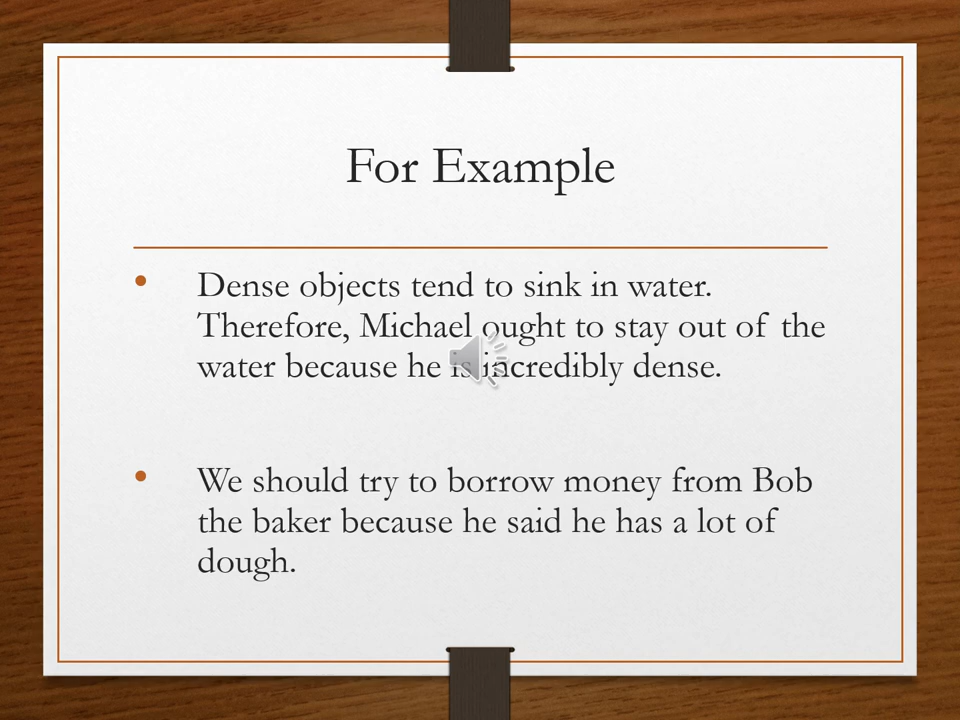 For Example
• Dense objects tend to sink in water.
Therefore, Michael ought to stay out of the
water because he is incredibly dense.
• We should try to borrow money from Bob
the baker because he said he has a lot of
dough.